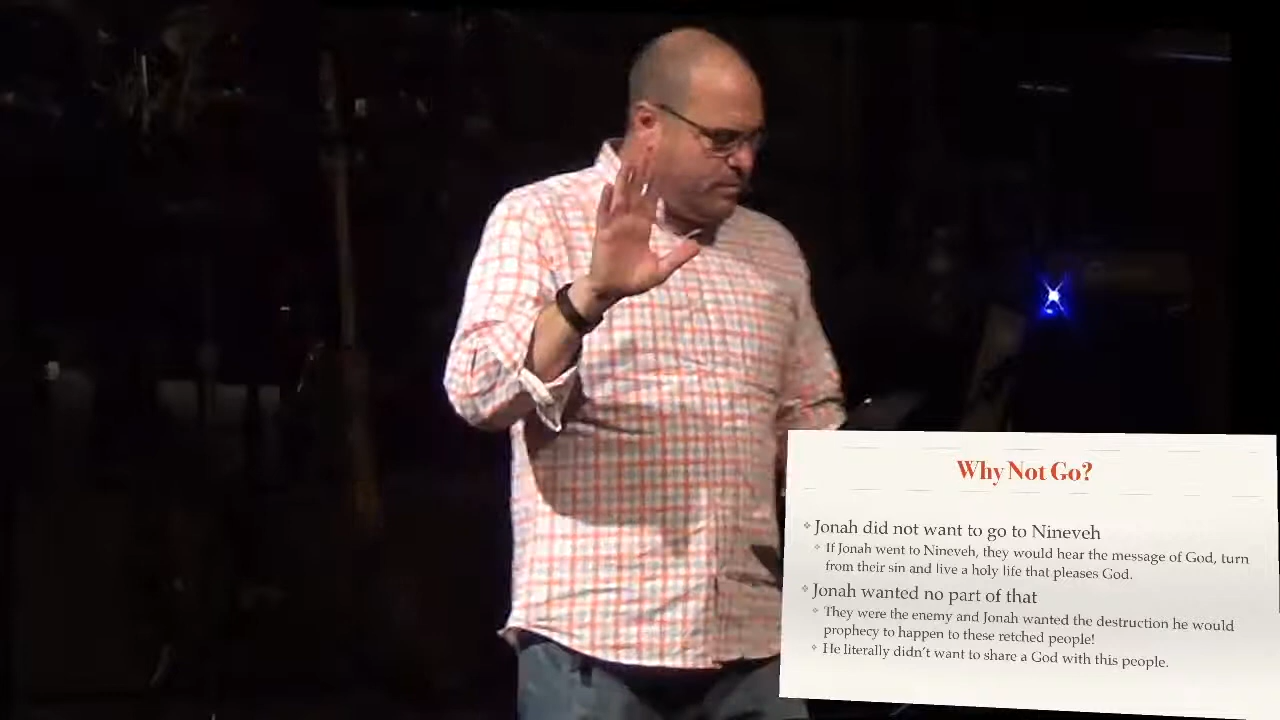 Why Not Go?
Jonah did not want to go to Nineveh
If Jonah went to Nineveh, they would hear the message of God, turn
from their sin and live a holy life that pleases God.
Jonah wanted no part of that
They were the enemy and Jonah wanted the destruction he would
prophecy to happen to these retched people!
He literally didn't want to share a God with this people.